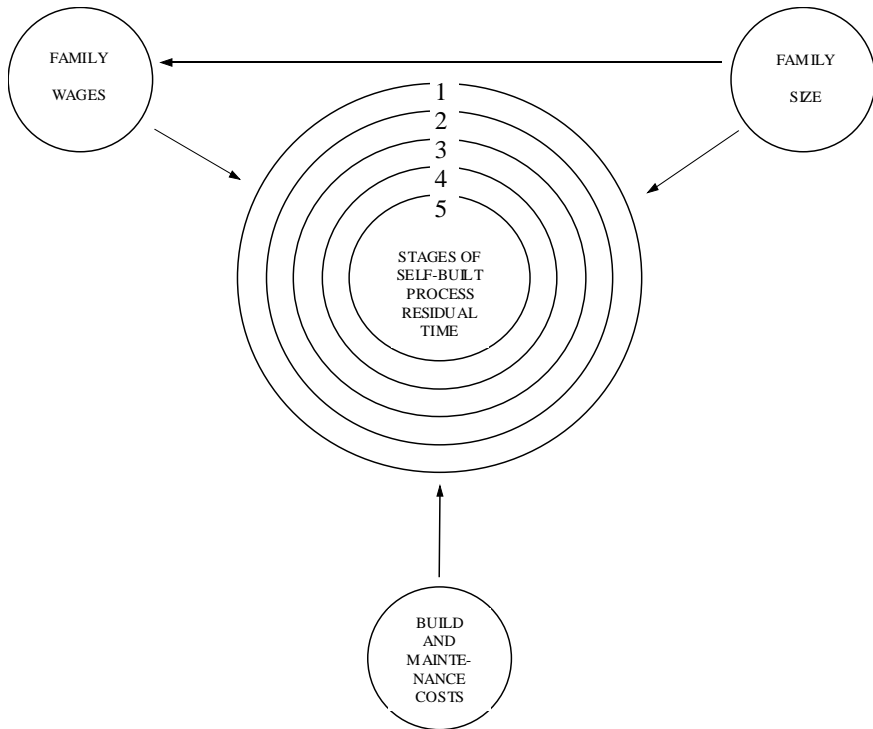 FAMILY
WAGES
FAMILY
SIZE
1
2
3
4
5
STAGES OF
SELF-BUILT
PROCESS
RESIDUAL
TIME
BUILD
AND
MAINTE-
NANCE
COSTS